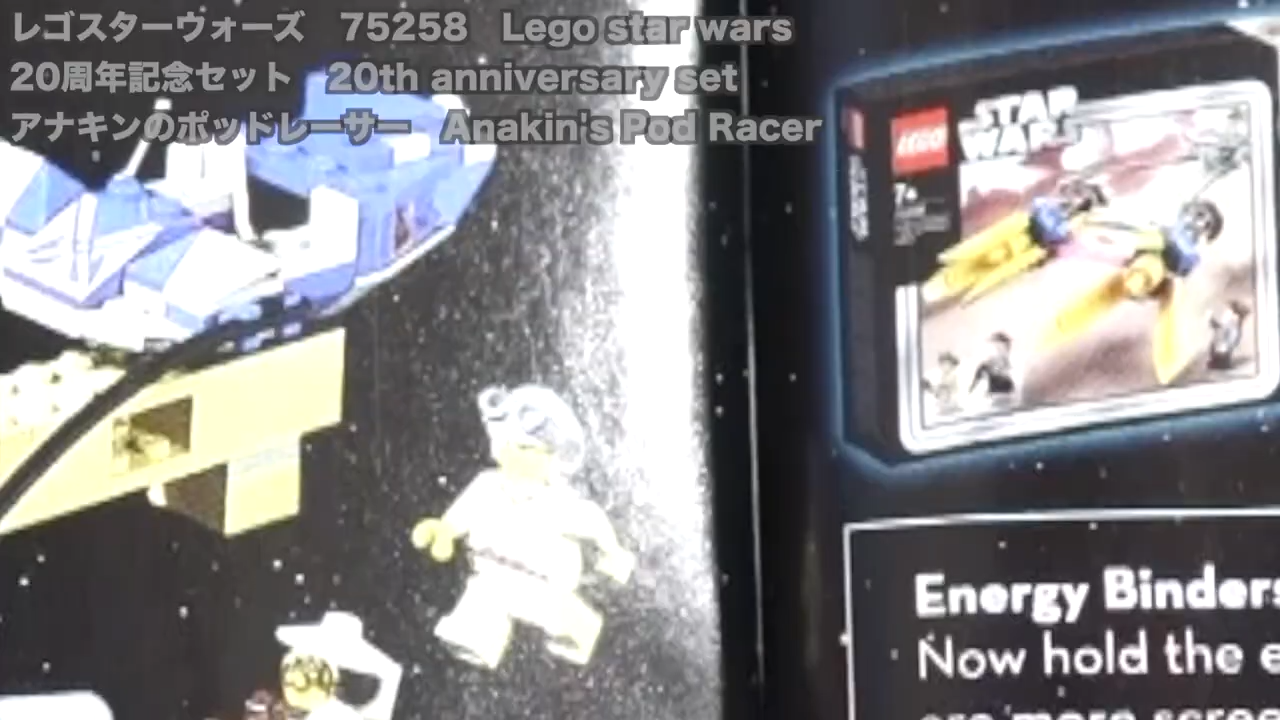 レゴスターウォーズ　75258　Lego star wars
20周年記念セット　20th anniversary set
アナキンのポッドレーサー　Anakin's Pod Racer
LEGO
STAR
WARS
7+
Energy Binders
Now hold the e